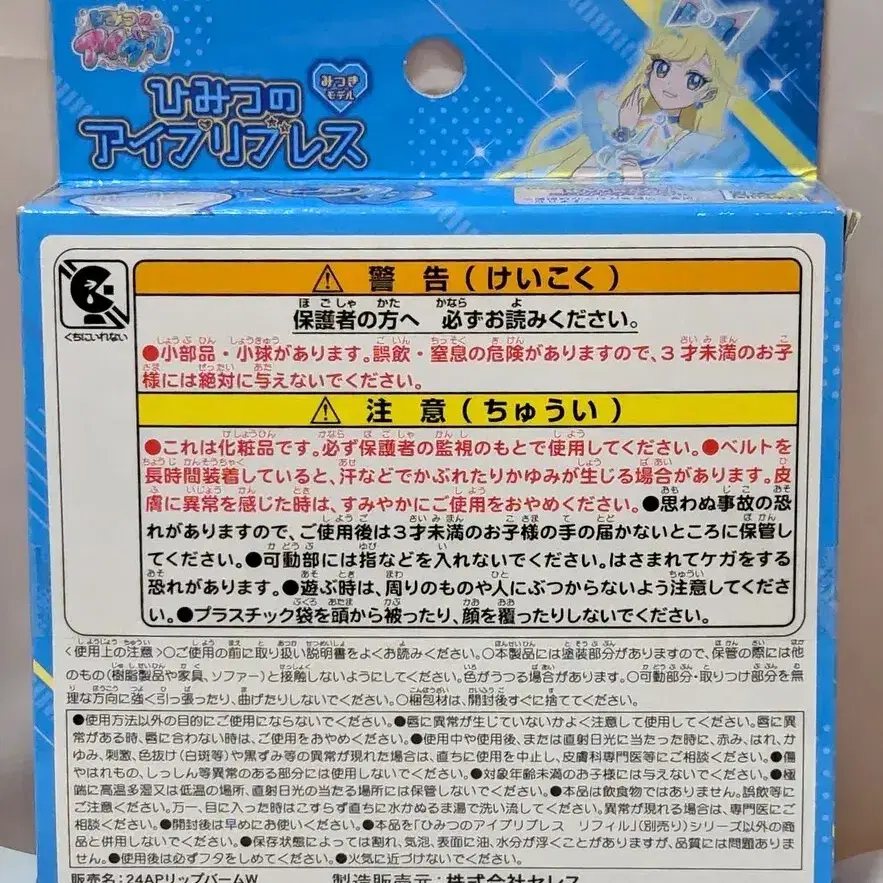 ひみつの
アイプリ
ひみつの
アイプリブレス
みつき
モデル
くちにいれない
⚠ 警告(けいこく)
保護者の方へ 必ずお読みください。
●小部品・小球があります。誤飲・窒息の危険がありますので、3才未満のお子
様には絶対に与えないでください。
⚠ 注意(ちゅうい)
●これは化粧品です。必ず保護者の監視のもとで使用してください。●ベルトを
長時間装着していると、汗などでかぶれたりかゆみが生じる場合があります。皮
膚に異常を感じた時は、すみやかにご使用をおやめください。●思わぬ事故の恐
れがありますので、ご使用後は3才未満のお子様の手の届かないところに保管し
てください。●可動部には指などを入れないでください。はさまれてケガをする
恐れがあります。●遊ぶ時は、周りのものや人にぶつからないよう注意してくださ
い。●プラスチック袋を頭から被ったり、顔を覆ったりしないでください。
<使用上の注意>○ご使用の前に取り扱い説明書をよくお読みください。○本製品には塗装部分がありますので、保管の際には他
のもの(樹脂製品や家具、ソファー)と接触しないようにしてください。色がうつる場合があります。○可動部分・取りつけ部分を無
理な方向に強く引っ張ったり、曲げたりしないでください。○梱包材は、開封後すぐに捨ててください。
●使用方法以外の目的にご使用にならないでください。●唇に異常が生じていないかよく注意して使用してください。唇に異
常がある時、唇に合わない時は、ご使用をおやめください。●使用中や使用後、または直射日光に当たった時に、赤み、はれ、か
ゆみ、刺激、色抜け(白斑等)や黒ずみ等の異常が現れた場合は、直ちに使用を中止し、皮膚科専門医等にご相談ください。●傷
やはれもの、しっしん等異常のある部分には使用しないでください。●対象年齢未満のお子様には与えないでください。●極
端に高温多湿又は低温の場所、直射日光の当たる場所には保管しないでください。●本品は飲食物ではありません。誤飲等に
ご注意ください。万一、目に入った時はこすらず直ちに水かぬるま湯で洗い流してください。異常が現れる場合は、専門医にご
相談ください。●開封後は早めにお使いください。●本品を「ひみつのアイプリブレス リフィル」(別売り)シリーズ以外の商
品と併用しないでください。●保存状態によっては割れ、気泡、表面に油、水分が浮くことがありますが、品質には問題ありま
せん。●使用後は必ずフタをしめてください。●火気に近づけないでください。
販売名:24APリップバームW 製造販売元:株式会社セレス